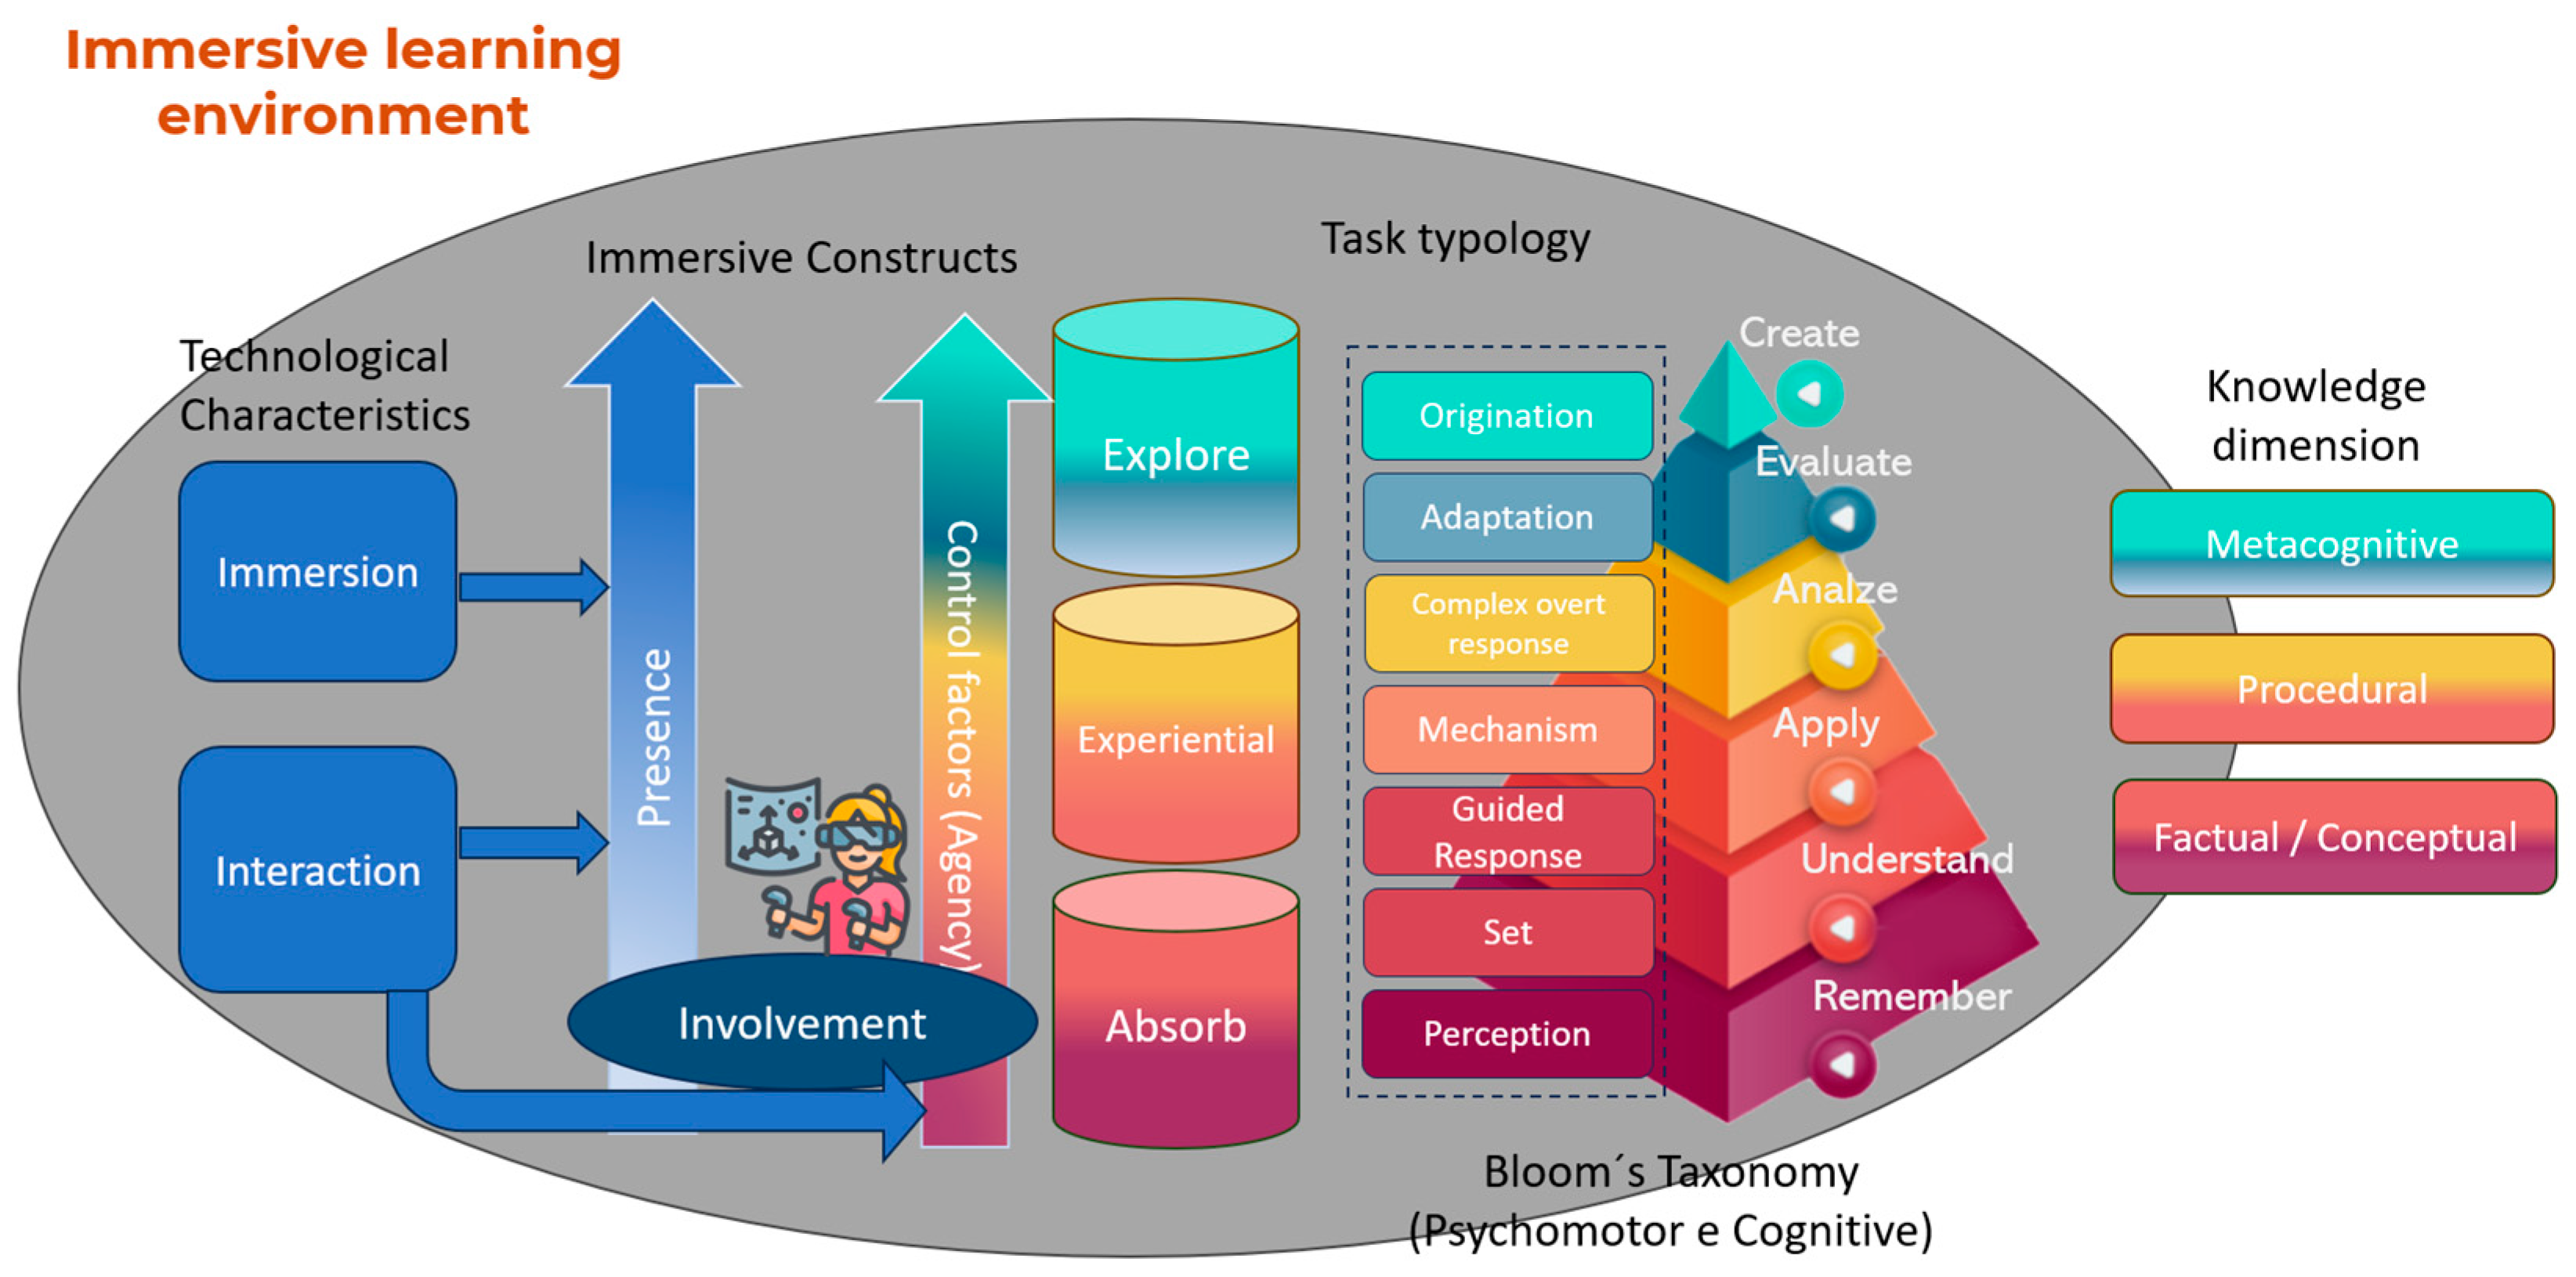 Immersive learning
environment
Technological
Characteristics
Immersion
Interaction
Immersive Constructs
Presence
Control factors (Agency)
Involvement
Explore
Experiential
Absorb
Task typology
Origination
Adaptation
Complex overt
response
Mechanism
Guided
Response
Set
Perception
Create
Evaluate
Analze
Apply
Understand
Remember
Bloom´s Taxonomy
(Psychomotor e Cognitive)
Knowledge
dimension
Metacognitive
Procedural
Factual / Conceptual